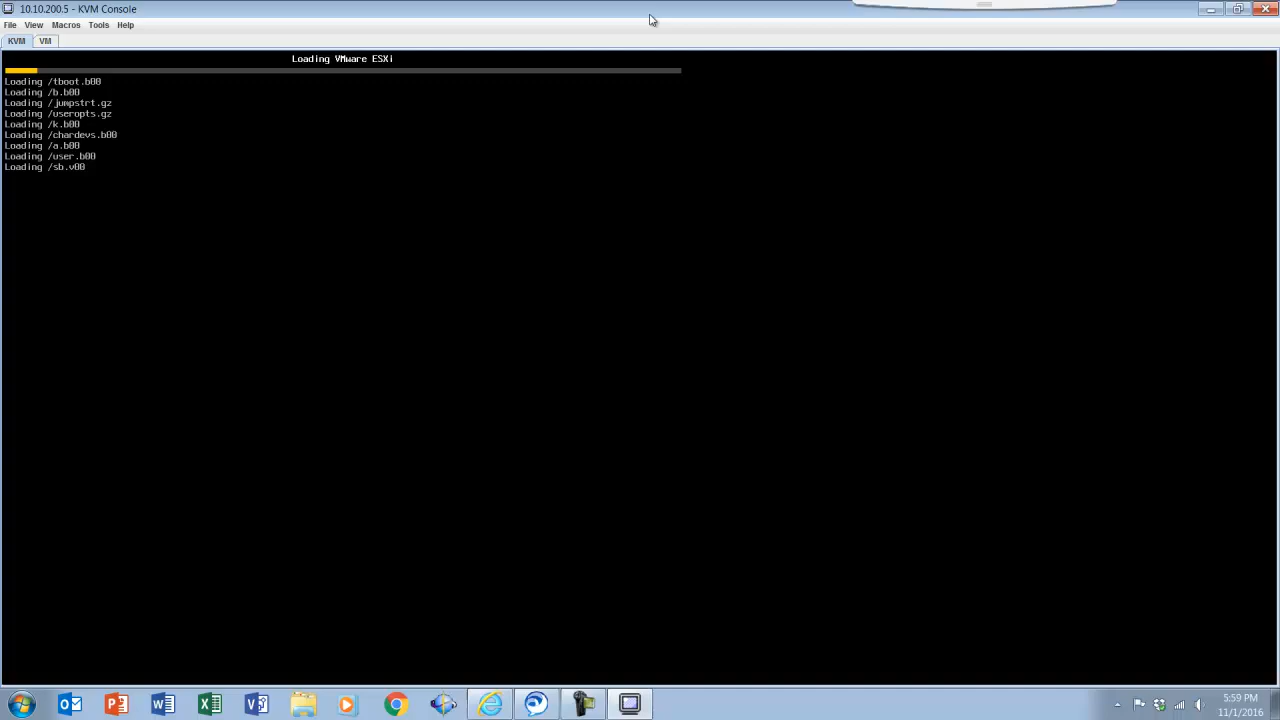 10.10.200.5 - KVM Console
File View Macros Tools Help
KVM VM
Loading VMware ESXi
Loading /tboot.b00
Loading /b.b00
Loading /jumpstrt.gz
Loading /useropts.gz
Loading /k.b00
Loading /chardevs.b00
Loading /a.b00
Loading /user.b00
Loading /sb.v00
5:59 PM
11/1/2016